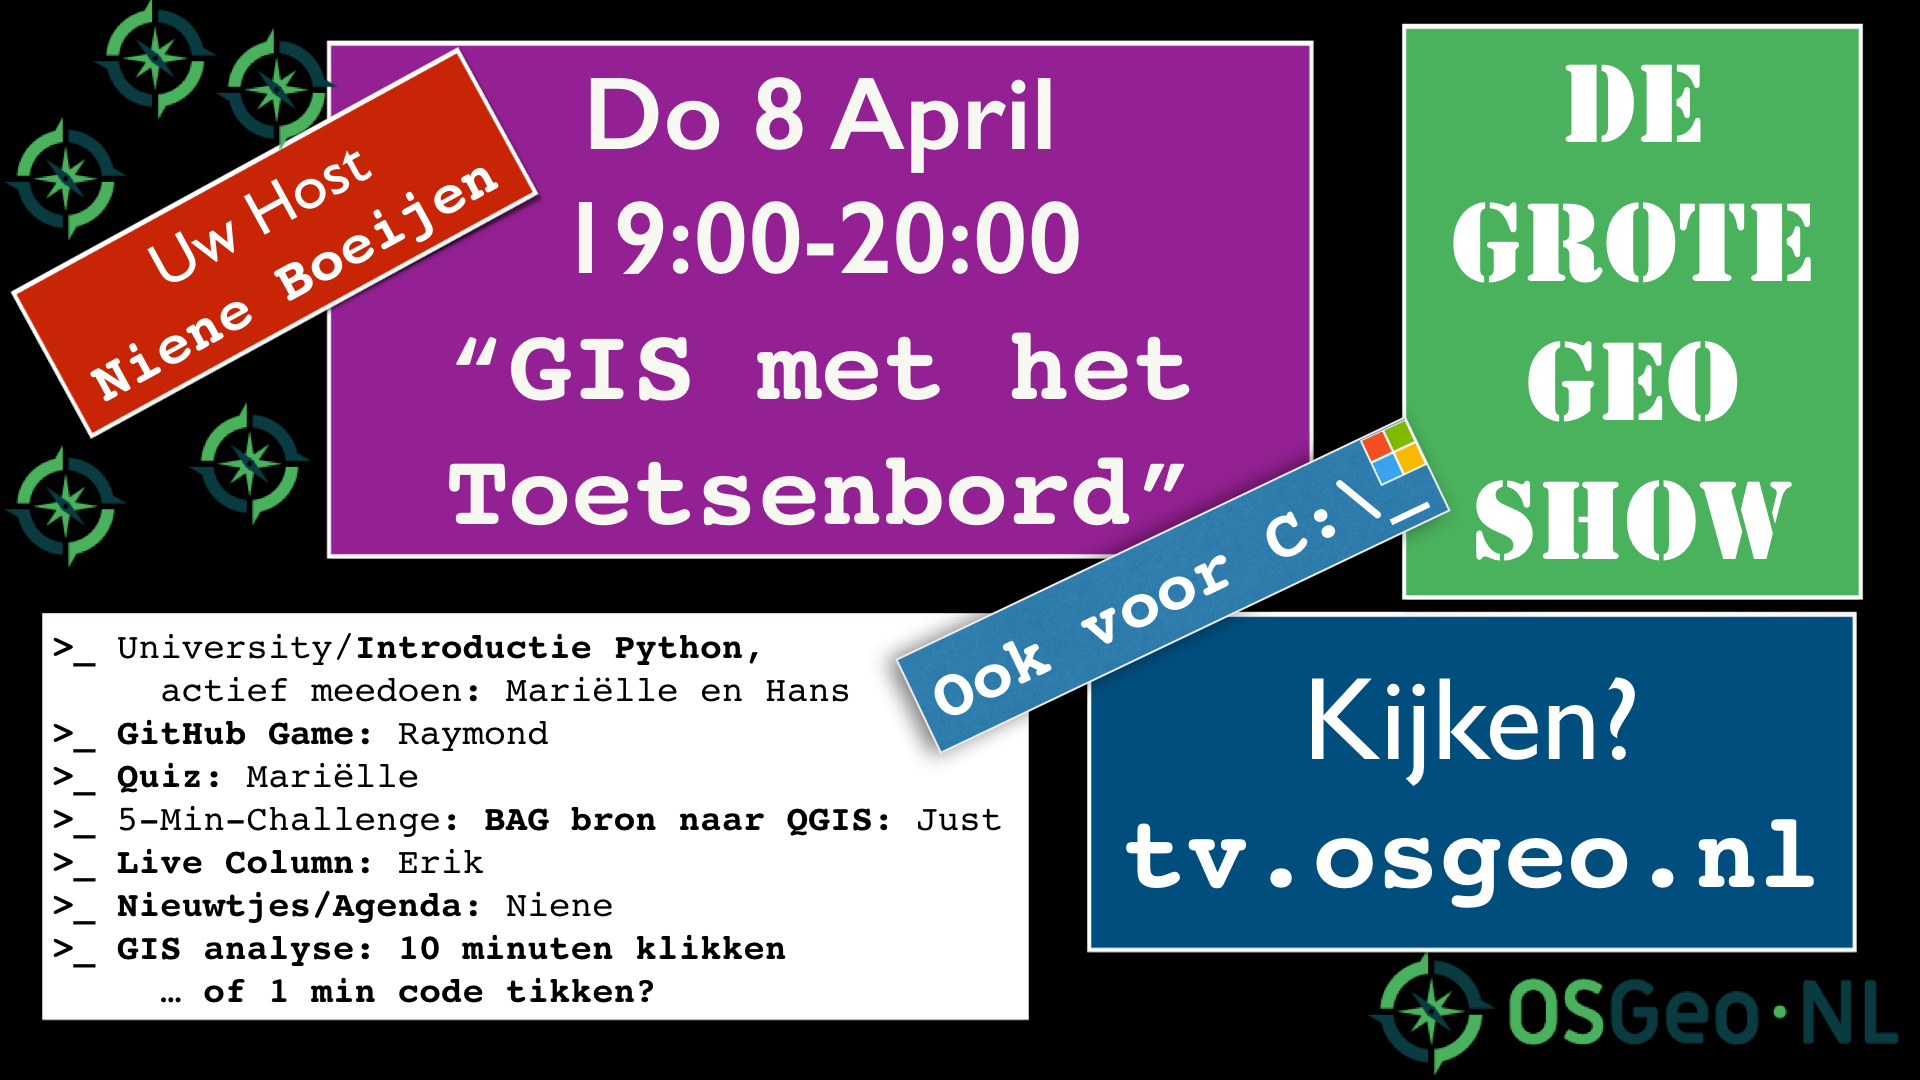 Uw Host
Niene Boeijen
Do 8 April
19:00-20:00
“GIS met het
Toetsenbord”
DE
GROTE
GEO
SHOW
Ook voor C:\_
>_ University/Introductie Python,
actief meedoen: Mariëlle en Hans
>_ GitHub Game: Raymond
>_ Quiz: Mariëlle
>_ 5-Min-Challenge: BAG bron naar QGIS: Just
>_ Live Column: Erik
>_ Nieuwtjes/Agenda: Niene
>_ GIS analyse: 10 minuten klikken
… of 1 min code tikken?
Kijken?
tv.osgeo.nl
OSGeo·NL